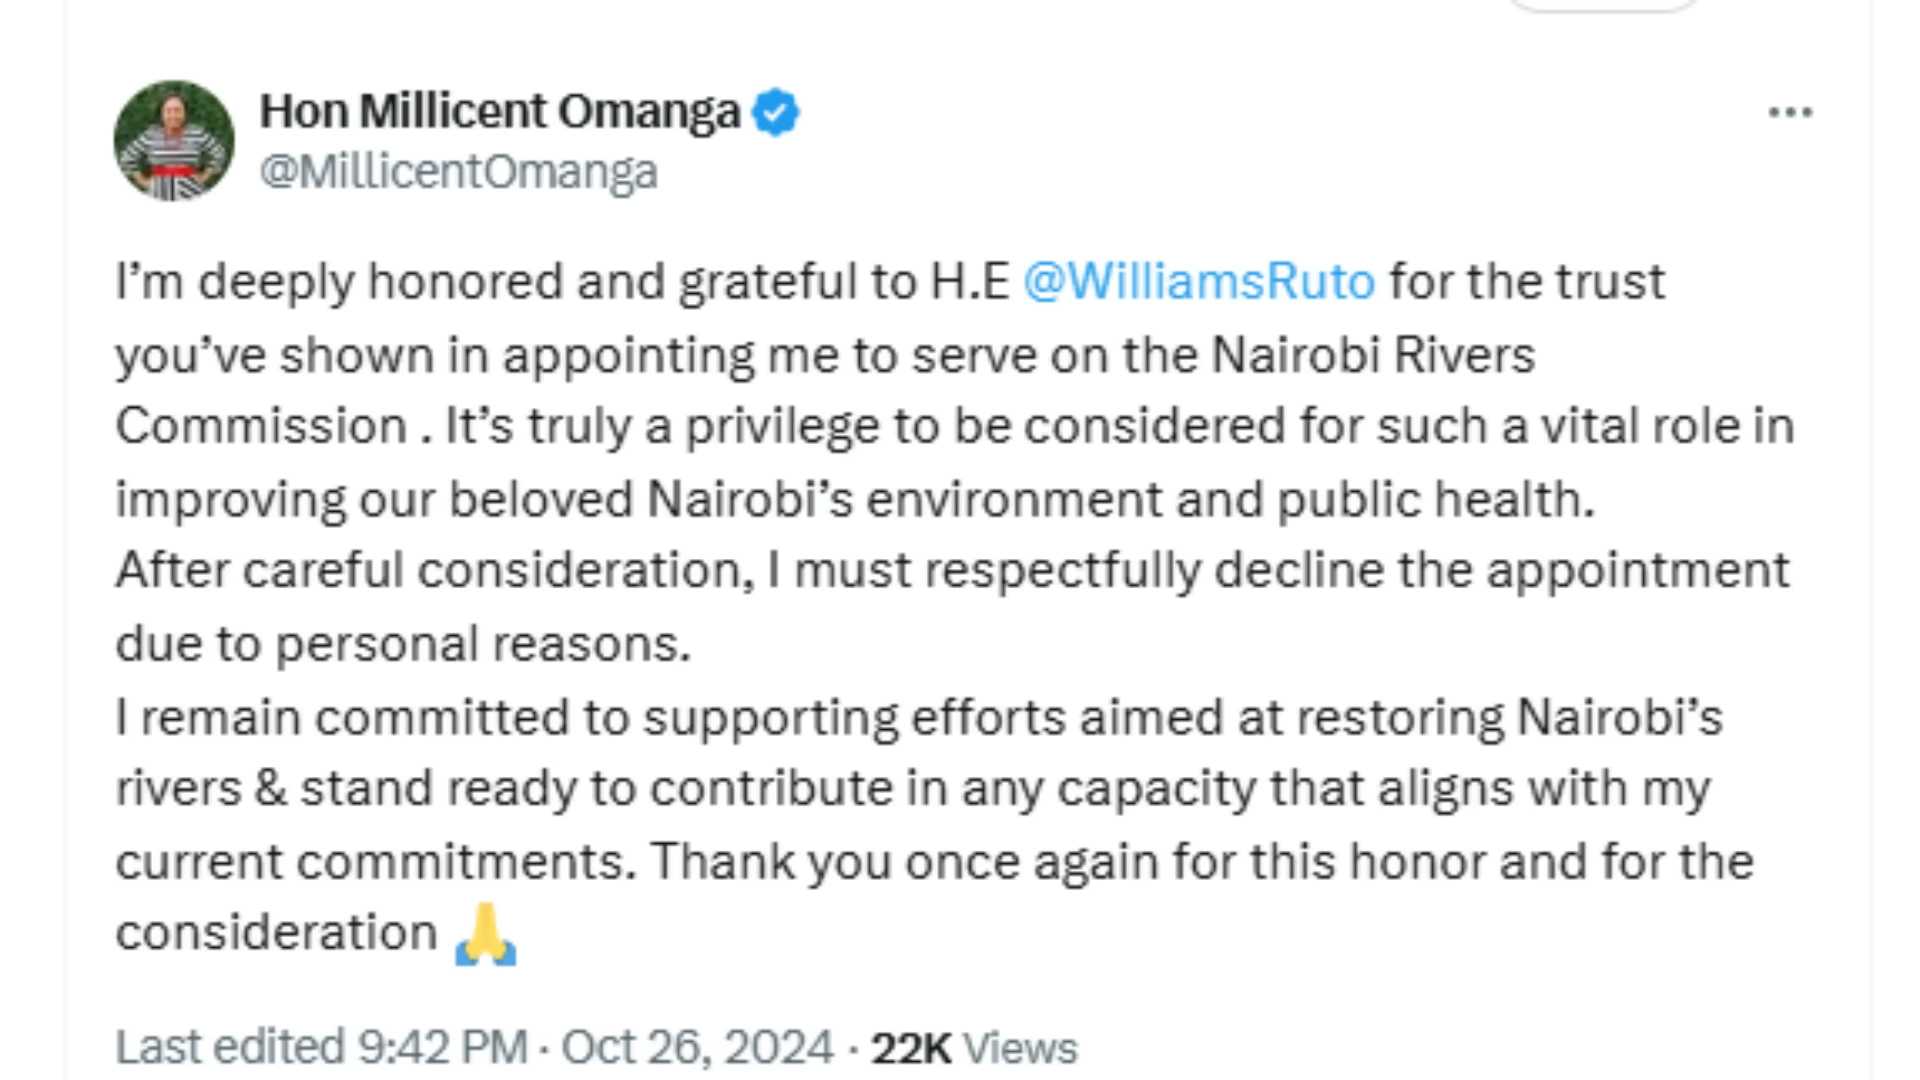 Hon Millicent Omanga
@MillicentOmanga
I’m deeply honored and grateful to H.E @WilliamsRuto for the trust
you’ve shown in appointing me to serve on the Nairobi Rivers
Commission . It’s truly a privilege to be considered for such a vital role in
improving our beloved Nairobi’s environment and public health.
After careful consideration, I must respectfully decline the appointment
due to personal reasons.
I remain committed to supporting efforts aimed at restoring Nairobi’s
rivers & stand ready to contribute in any capacity that aligns with my
current commitments. Thank you once again for this honor and for the
consideration 🙏
Last edited 9:42 PM · Oct 26, 2024 · 22K Views